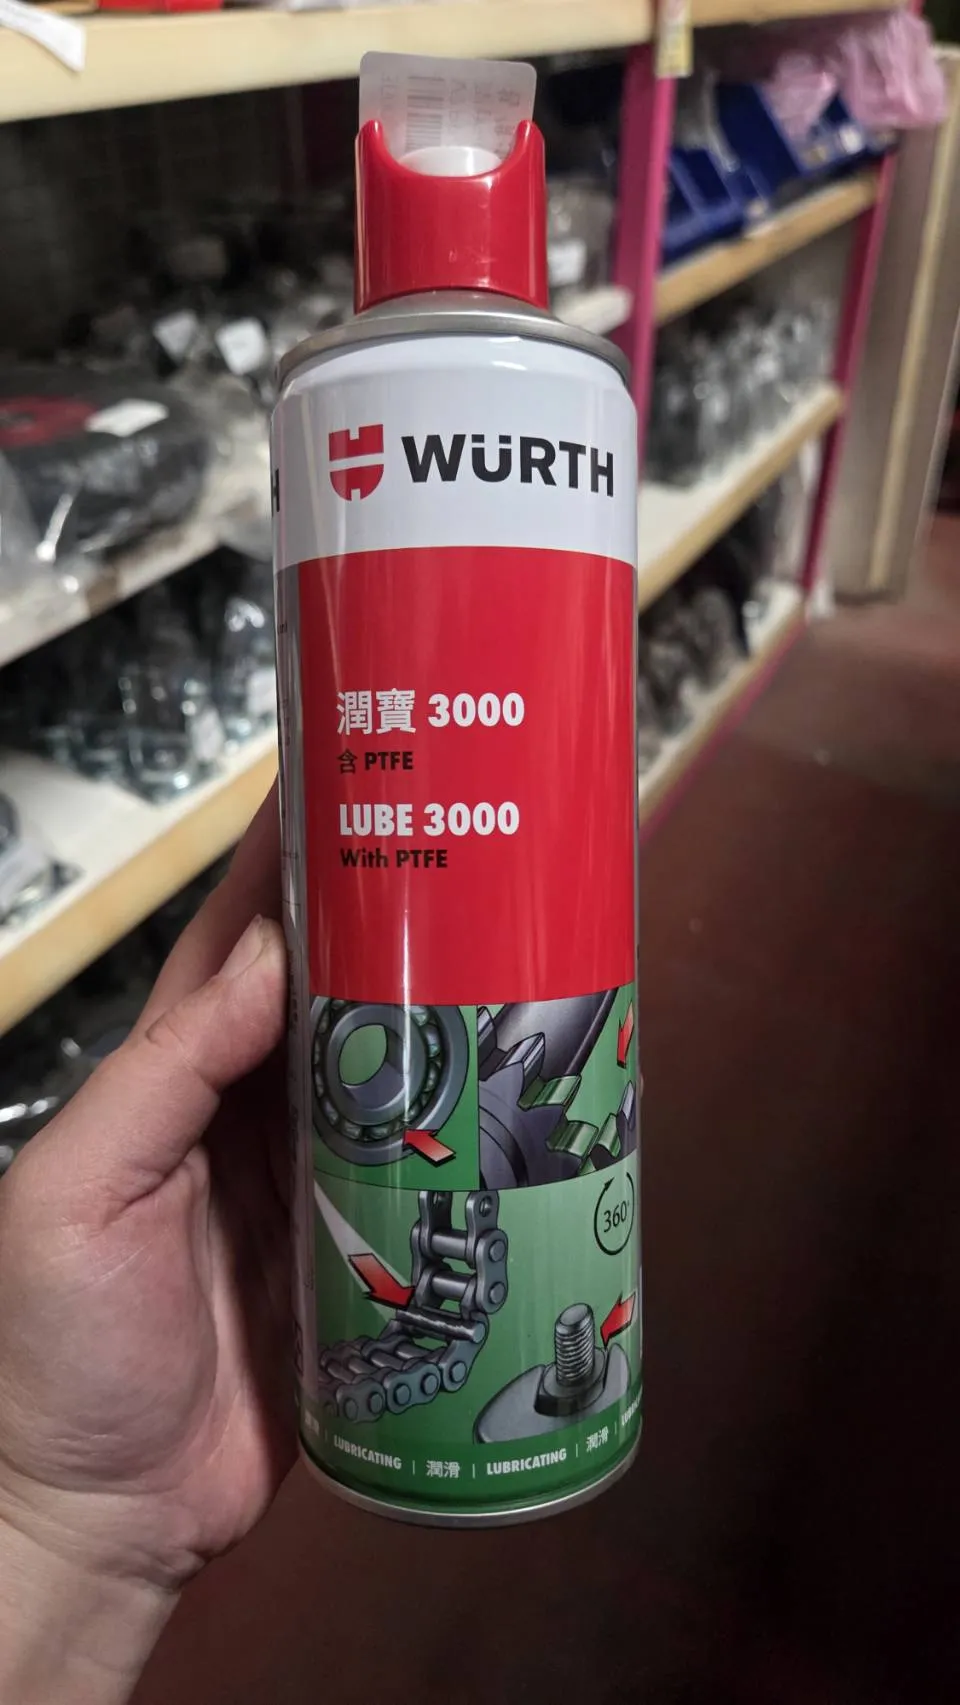 WÜRTH
潤寶 3000
含 PTFE
LUBE 3000
With PTFE
360°
LUBRICATING | 潤滑 | LUBRICATING | 潤滑 |